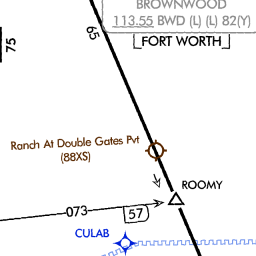 BROWNWOOD
113.55 BWD (L) (L) 82(Y)
FORT WORTH
65
75
Ranch At Double Gates Pvt
(88XS)
ROOMY
073
57
CULAB